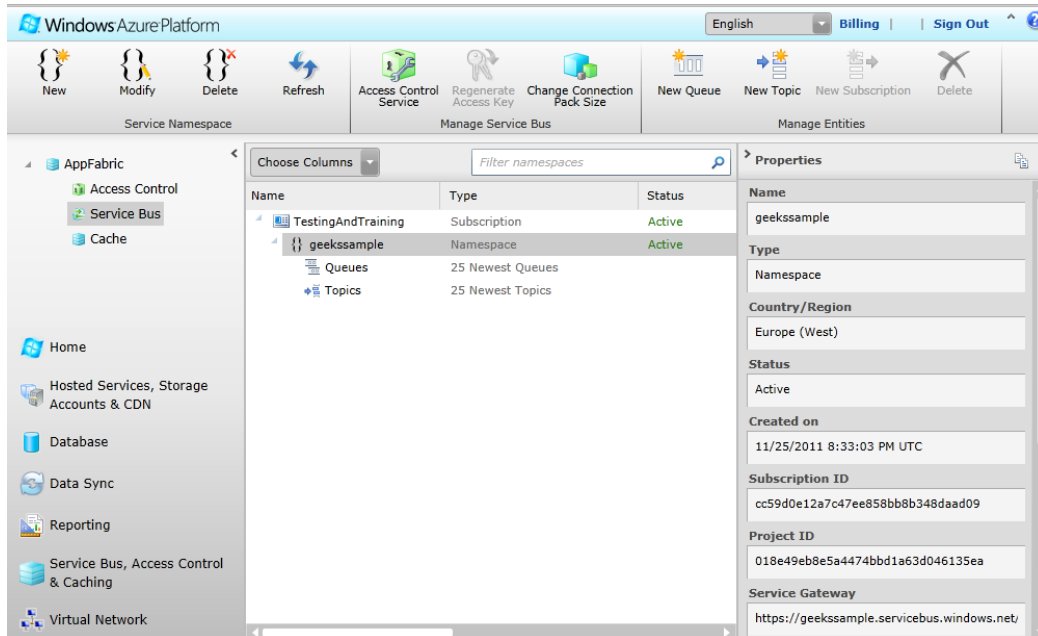 Windows Azure Platform
English
Billing |
| Sign Out
New
Modify
Delete
Refresh
Access Control
Service
Regenerate
Access Key
Change Connection
Pack Size
New Queue
New Topic
New Subscription
Delete
Service Namespace
Manage Service Bus
Manage Entities
AppFabric
Access Control
Service Bus
Cache
Home
Hosted Services, Storage
Accounts & CDN
Database
Data Sync
Reporting
Service Bus, Access Control
& Caching
Virtual Network
Choose Columns
Filter namespaces
Name Type Status
TestingAndTraining Subscription Active
{} geekssample Namespace Active
Queues 25 Newest Queues
Topics 25 Newest Topics
Properties
Name
geekssample
Type
Namespace
Country/Region
Europe (West)
Status
Active
Created on
11/25/2011 8:33:03 PM UTC
Subscription ID
cc59d0e12a7c47ee858bb8b348daad09
Project ID
018e49eb8e5a4474bbd1a63d046135ea
Service Gateway
https://geekssample.servicebus.windows.net/